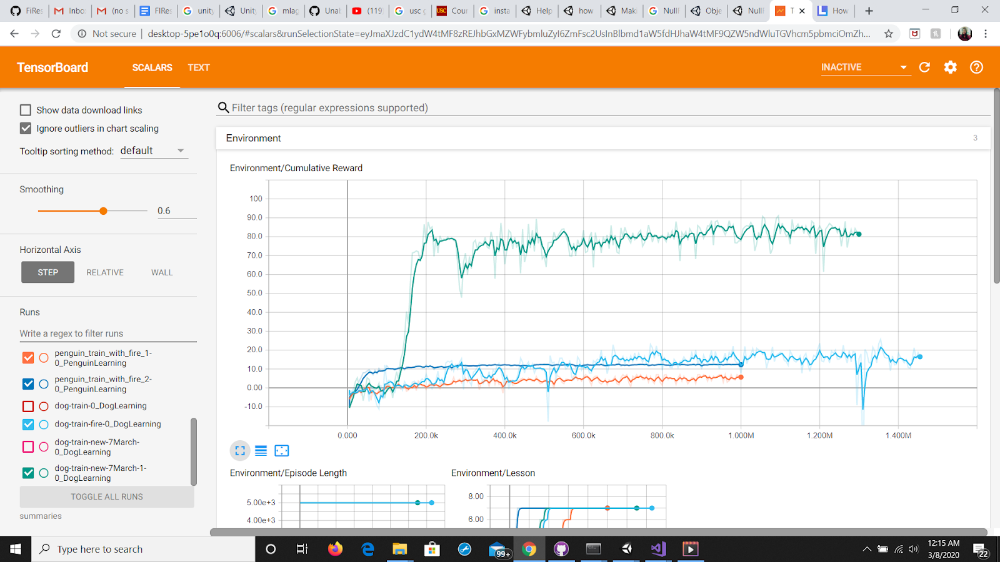 FiRes
Inbo
(no s
FIRes
unity
Unity
mlag
Unab
(119)
usc g
USC Cour
insta
Help
how
Maki
Null
Obje
Null
T
How
Not secure | desktop-5pe1o0q:6006/#scalars&runSelectionState=eyJmaXJzdC1ydW4tMF8zREJhbGxMZWFybmluZyI6ZmFsc2UsInBlbmd1aW5fdHJhaW4tMF9QZW5ndWluTGVhcm5pbmciOmZh...
TensorBoard
SCALARS
TEXT
INACTIVE
Show data download links
Ignore outliers in chart scaling
Tooltip sorting method: default
Smoothing
0.6
Horizontal Axis
STEP RELATIVE WALL
Runs
Write a regex to filter runs
penguin_train_with_fire_1-
0_PenguinLearning
penguin_train_with_fire_2-
0_PenguinLearning
dog-train-0_DogLearning
dog-train-fire-0_DogLearning
dog-train-new-7March-
0_DogLearning
dog-train-new-7March-1-
0_DogLearning
TOGGLE ALL RUNS
summaries
Filter tags (regular expressions supported)
Environment
3
Environment/Cumulative Reward
100
90.0
80.0
70.0
60.0
50.0
40.0
30.0
20.0
10.0
0.00
-10.0
0.000 200.0k 400.0k 600.0k 800.0k 1.000M 1.200M 1.400M
Environment/Episode Length
5.00e+3
4.00e+3
Environment/Lesson
8.00
6.00
Type here to search
99+
12:15 AM
3/8/2020
22